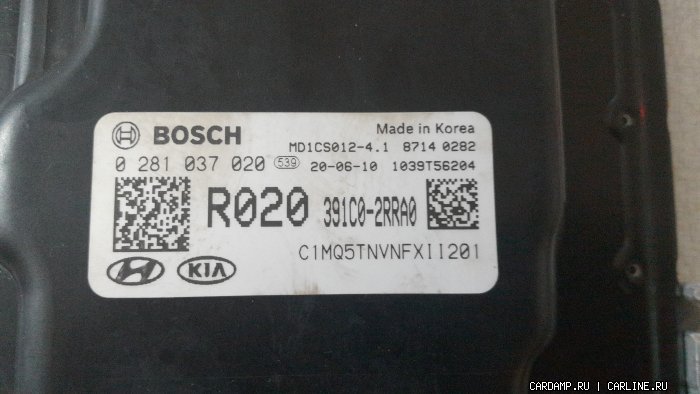 BOSCH
Made in Korea
MD1CS012-4.1 8714 0282
0 281 037 020 539 20-06-10 1039T56204
R020 391C0-2RRA0
KIA
C1MQ5TNVNFXII201
CARDAMP.RU | CARLINE.RU